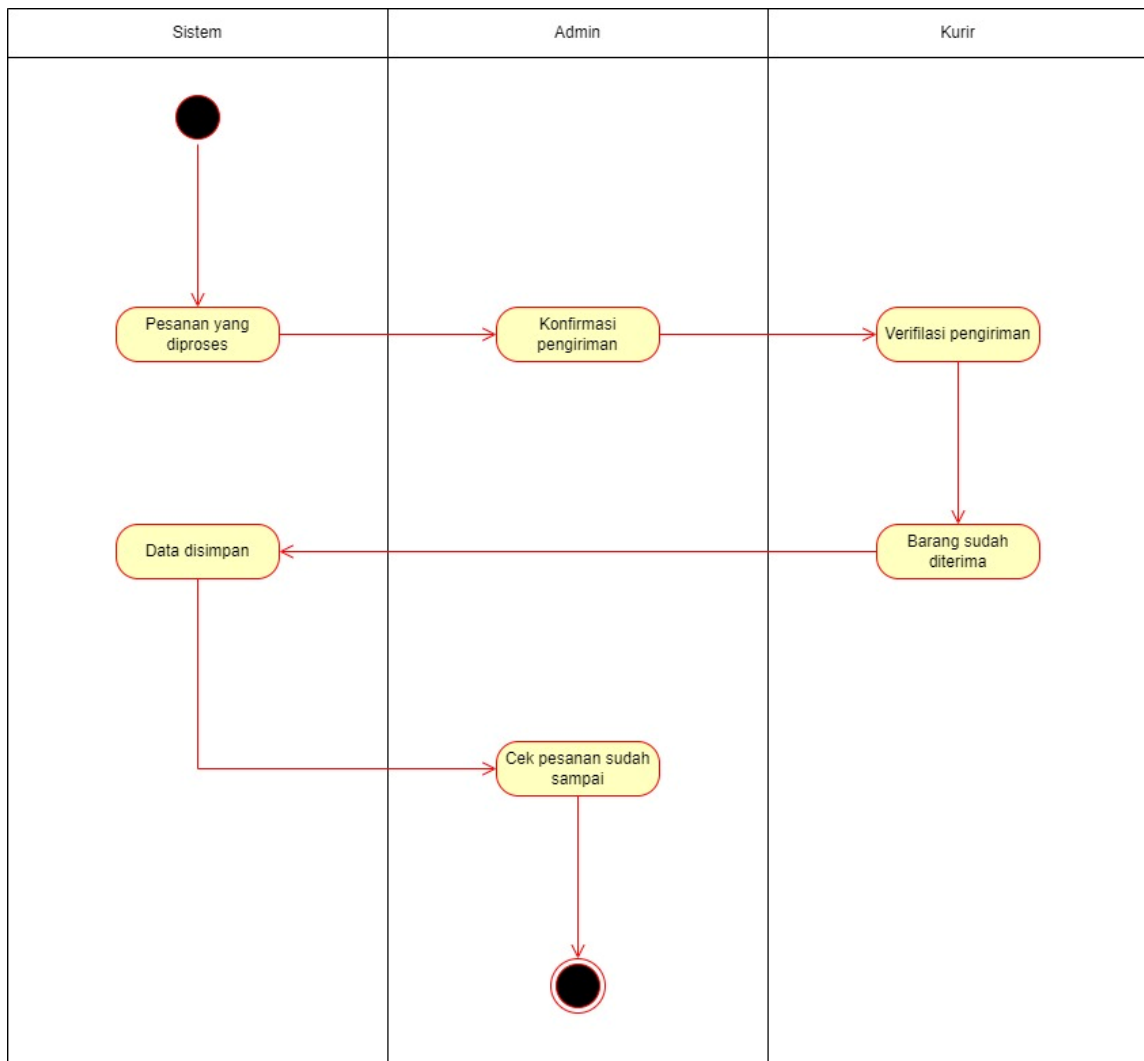 Sistem
Admin
Kurir
Pesanan yang
diproses
Konfirmasi
pengiriman
Verifilasi pengiriman
Data disimpan
Barang sudah
diterima
Cek pesanan sudah
sampai